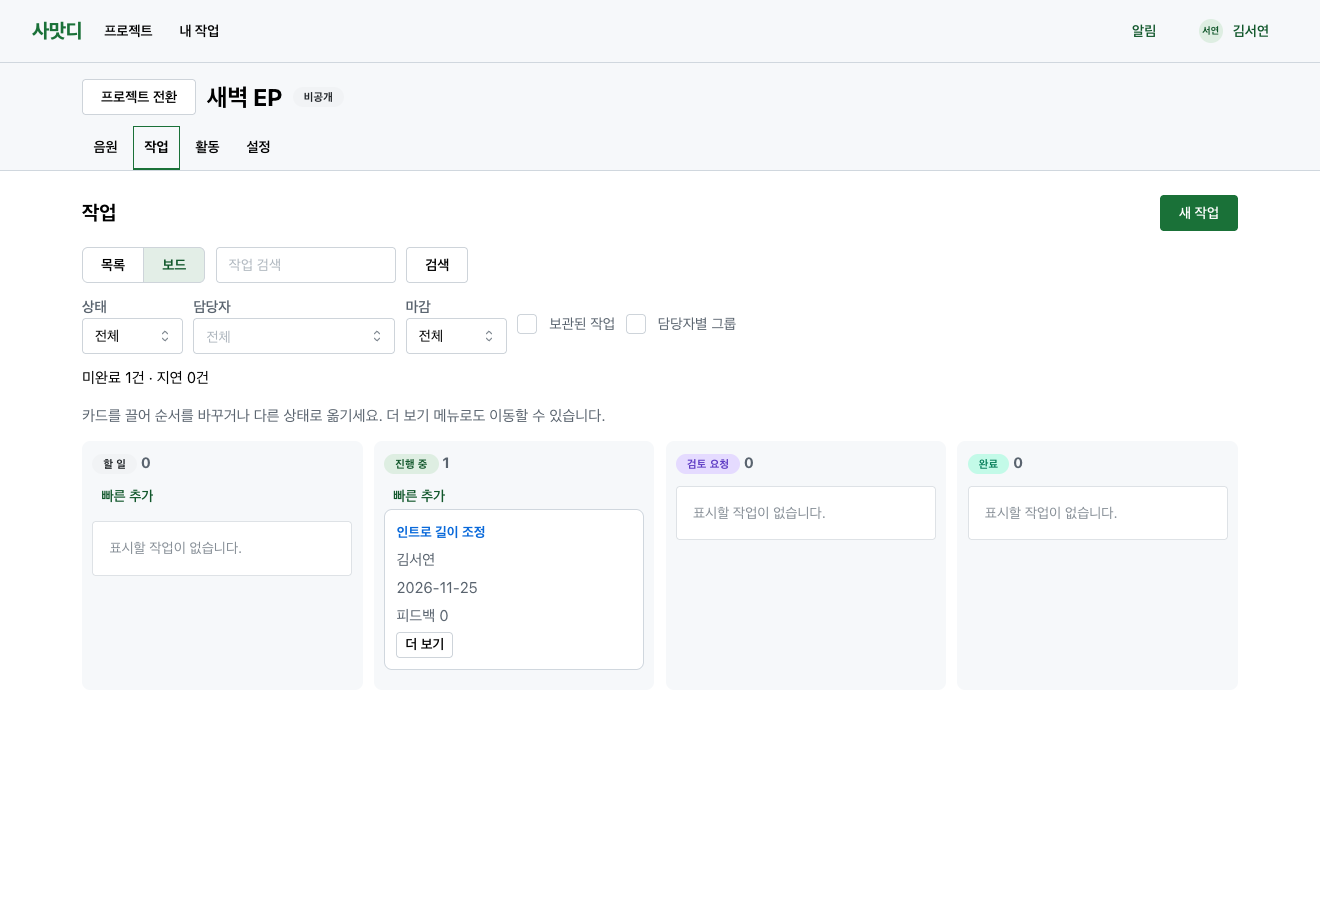 사맛디 프로젝트 내 작업 알림 서연 김서연
프로젝트 전환 새벽 EP 비공개
음원 작업 활동 설정
작업 새 작업
목록 보드 작업 검색 검색
상태 담당자 마감
전체 전체 전체 보관된 작업 담당자별 그룹
미완료 1건 · 지연 0건
카드를 끌어 순서를 바꾸거나 다른 상태로 옮기세요. 더 보기 메뉴로도 이동할 수 있습니다.
할 일 0
빠른 추가
표시할 작업이 없습니다.
진행 중 1
빠른 추가
인트로 길이 조정
김서연
2026-11-25
피드백 0
더 보기
검토 요청 0
표시할 작업이 없습니다.
완료 0
표시할 작업이 없습니다.